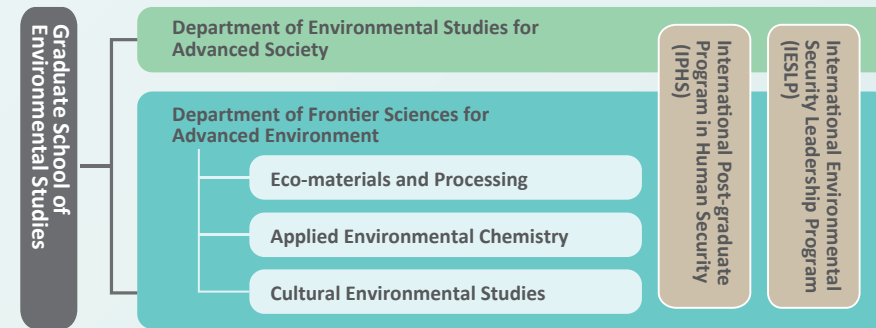 Graduate School of
Environmental Studies
Department of Environmental Studies for
Advanced Society
Department of Frontier Sciences for
Advanced Environment
Eco-materials and Processing
Applied Environmental Chemistry
Cultural Environmental Studies
International Post-graduate
Program in Human Security
(IPHS)
International Environmental
Security Leadership Program
(IESLP)